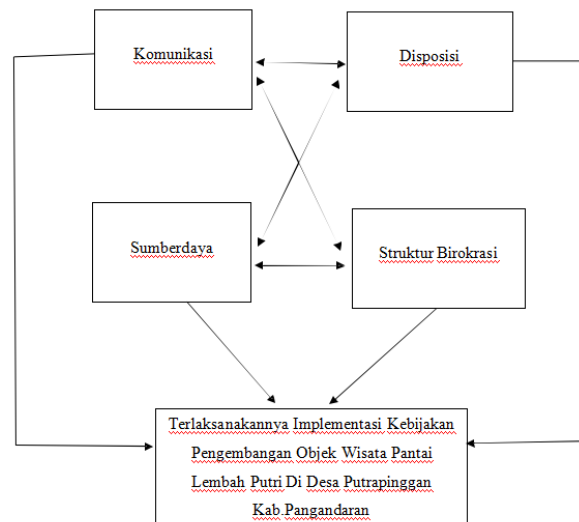 Komunikasi
Disposisi
Sumberdaya
Struktur Birokrasi
Terlaksanakannya Implementasi Kebijakan
Pengembangan Objek Wisata Pantai
Lembah Putri Di Desa Putrapinggan
Kab.Pangandaran